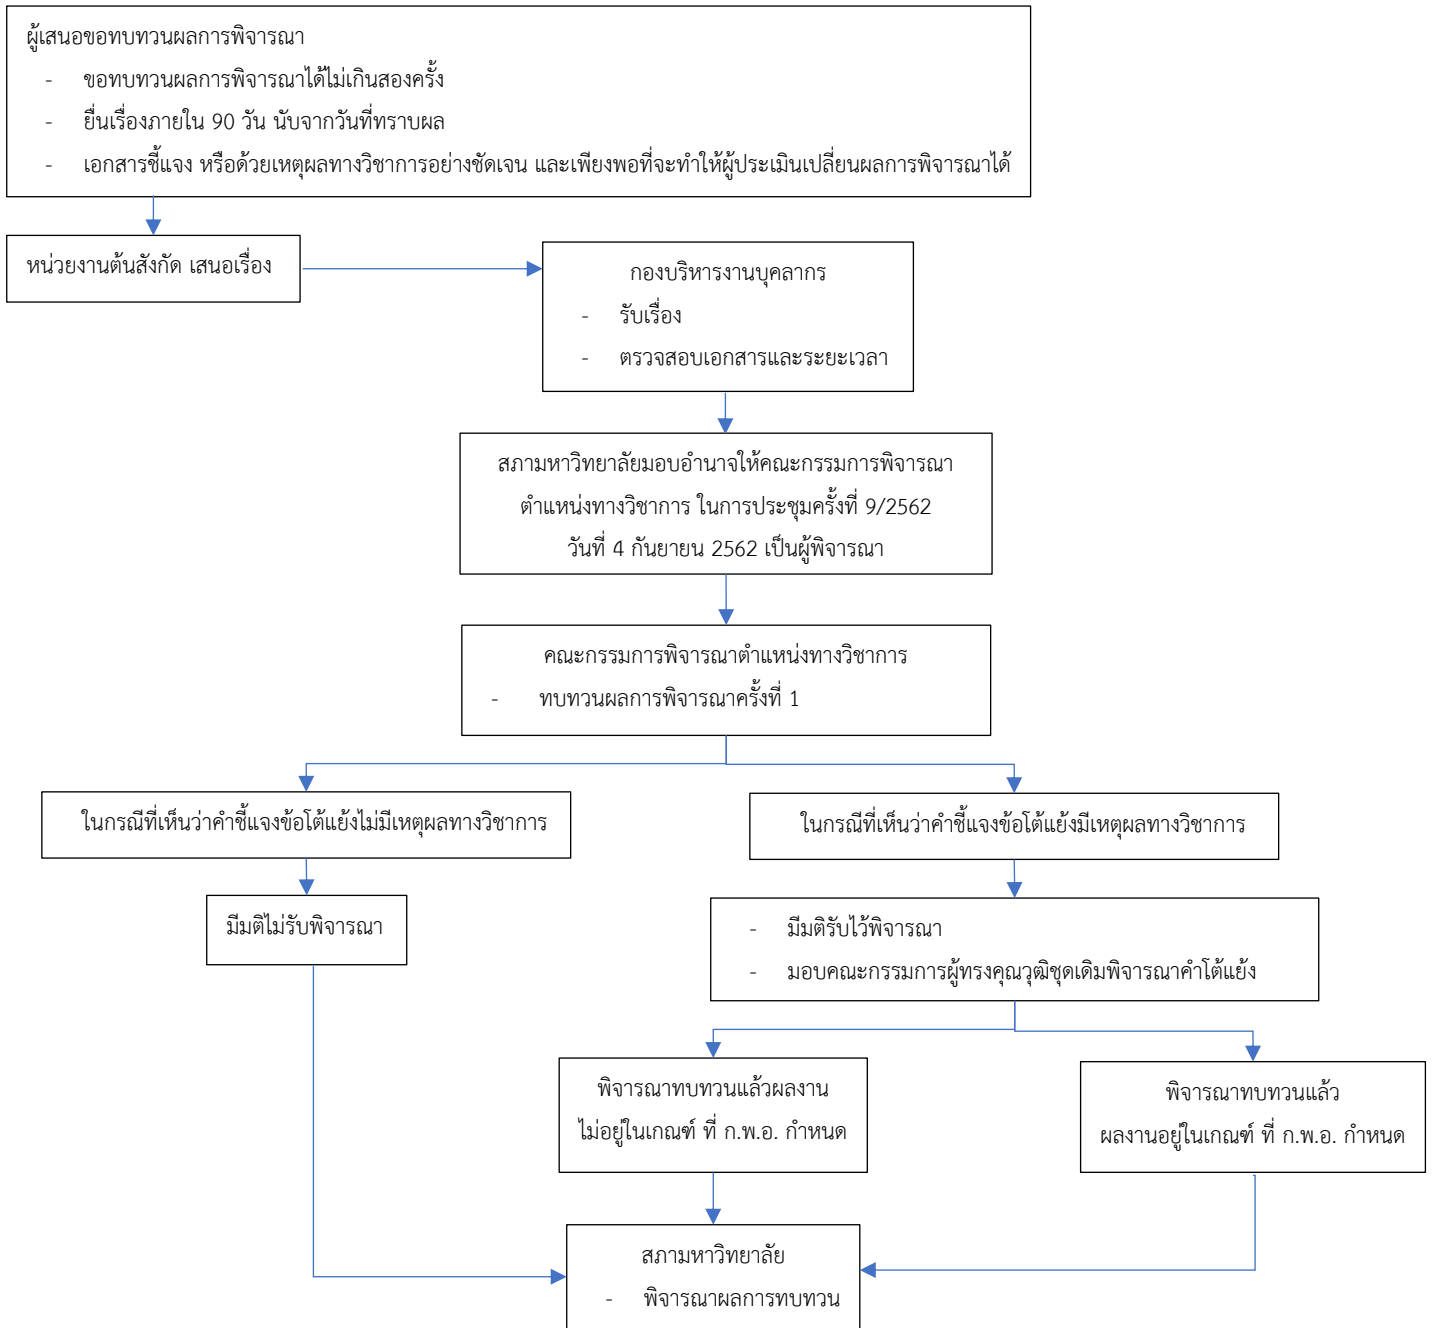 ผู้เสนอขอทบทวนผลการพิจารณา
- ขอทบทวนผลการพิจารณาได้ไม่เกินสองครั้ง
- ยื่นเรื่องภายใน 90 วัน นับจากวันที่ทราบผล
- เอกสารชี้แจง หรือด้วยเหตุผลทางวิชาการอย่างชัดเจน และเพียงพอที่จะทำให้ผู้ประเมินเปลี่ยนผลการพิจารณาได้
หน่วยงานต้นสังกัด เสนอเรื่อง
กองบริหารงานบุคลากร
- รับเรื่อง
- ตรวจสอบเอกสารและระยะเวลา
สภามหาวิทยาลัยมอบอำนาจให้คณะกรรมการพิจารณา
ตำแหน่งทางวิชาการ ในการประชุมครั้งที่ 9/2562
วันที่ 4 กันยายน 2562 เป็นผู้พิจารณา
คณะกรรมการพิจารณาตำแหน่งทางวิชาการ
- ทบทวนผลการพิจารณาครั้งที่ 1
ในกรณีที่เห็นว่าคำชี้แจงข้อโต้แย้งไม่มีเหตุผลทางวิชาการ
ในกรณีที่เห็นว่าคำชี้แจงข้อโต้แย้งมีเหตุผลทางวิชาการ
มีมติไม่รับพิจารณา
- มีมติรับไว้พิจารณา
- มอบคณะกรรมการผู้ทรงคุณวุฒิชุดเดิมพิจารณาคำโต้แย้ง
พิจารณาทบทวนแล้วผลงาน
ไม่อยู่ในเกณฑ์ ที่ ก.พ.อ. กำหนด
พิจารณาทบทวนแล้ว
ผลงานอยู่ในเกณฑ์ ที่ ก.พ.อ. กำหนด
สภามหาวิทยาลัย
- พิจารณาผลการทบทวน